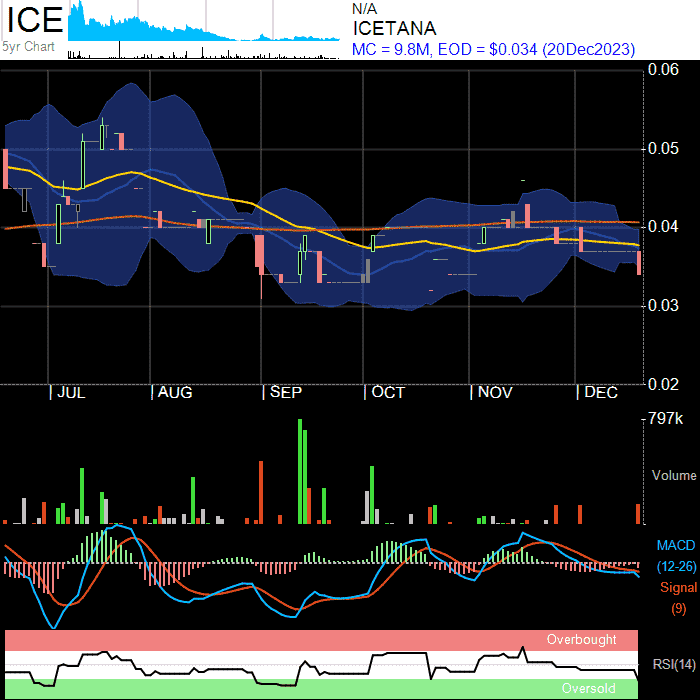 ICE
5yr Chart
N/A
ICETANA
MC = 9.8M, EOD = $0.034 (20Dec2023)
0.06
0.05
0.04
0.03
0.02
| JUL | AUG | SEP | OCT | NOV | DEC
797k
Volume
MACD
(12-26)
Signal
(9)
Overbought
RSI(14)
Oversold